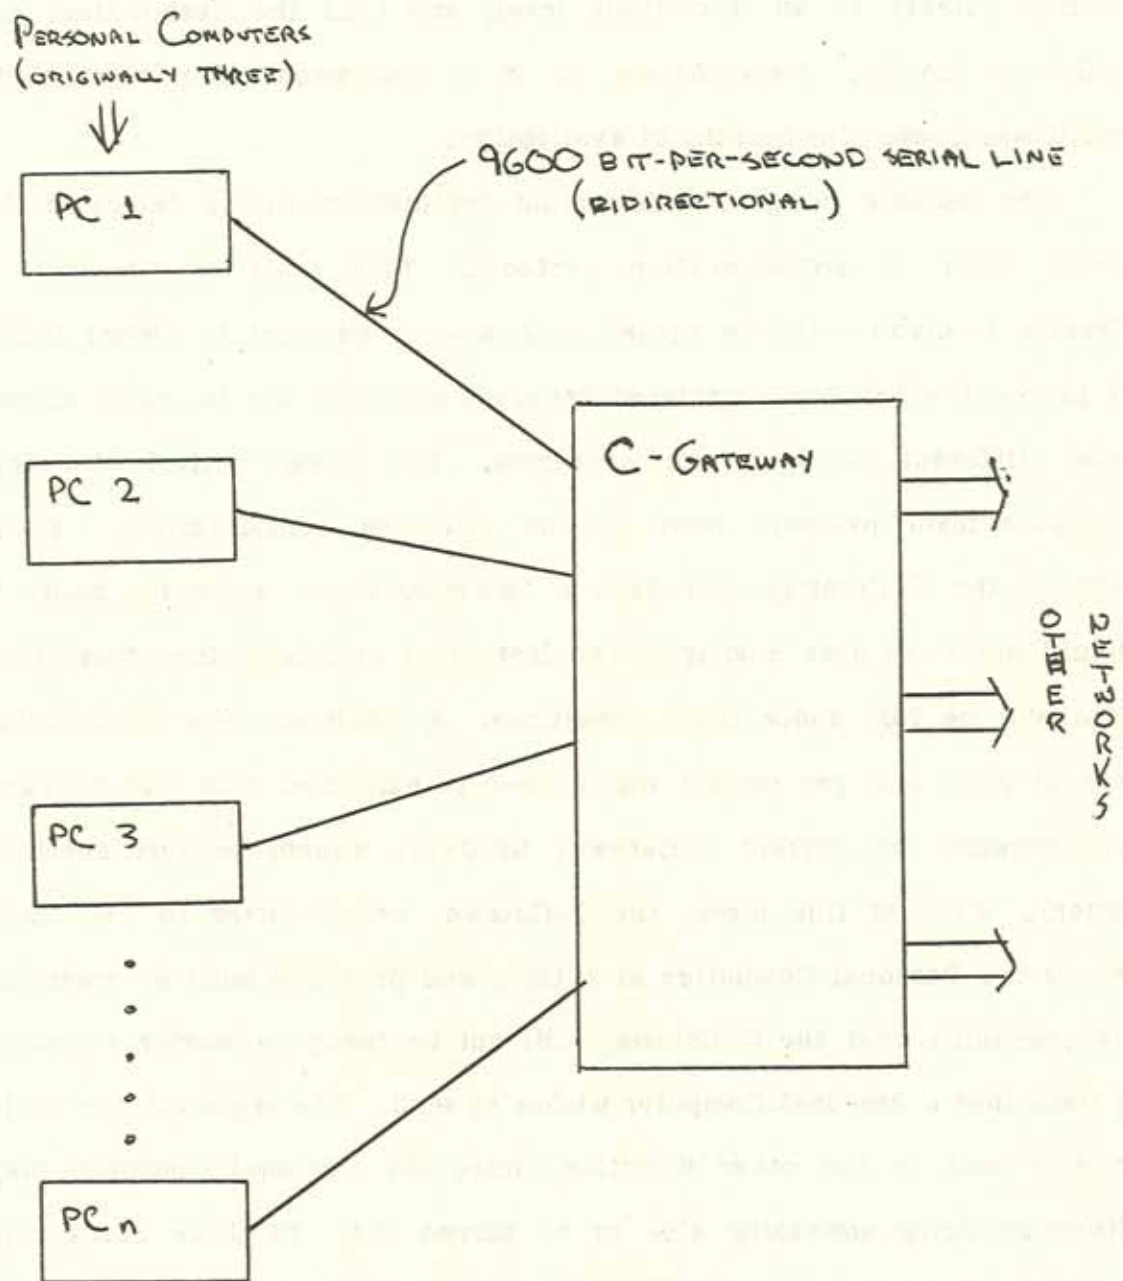 PERSONAL COMPUTERS
(ORIGINALLY THREE)
9600 BIT-PER-SECOND SERIAL LINE
(BIDIRECTIONAL)
PC 1
C-GATEWAY
PC 2
OTHER
NETWORKS
PC 3
PC n